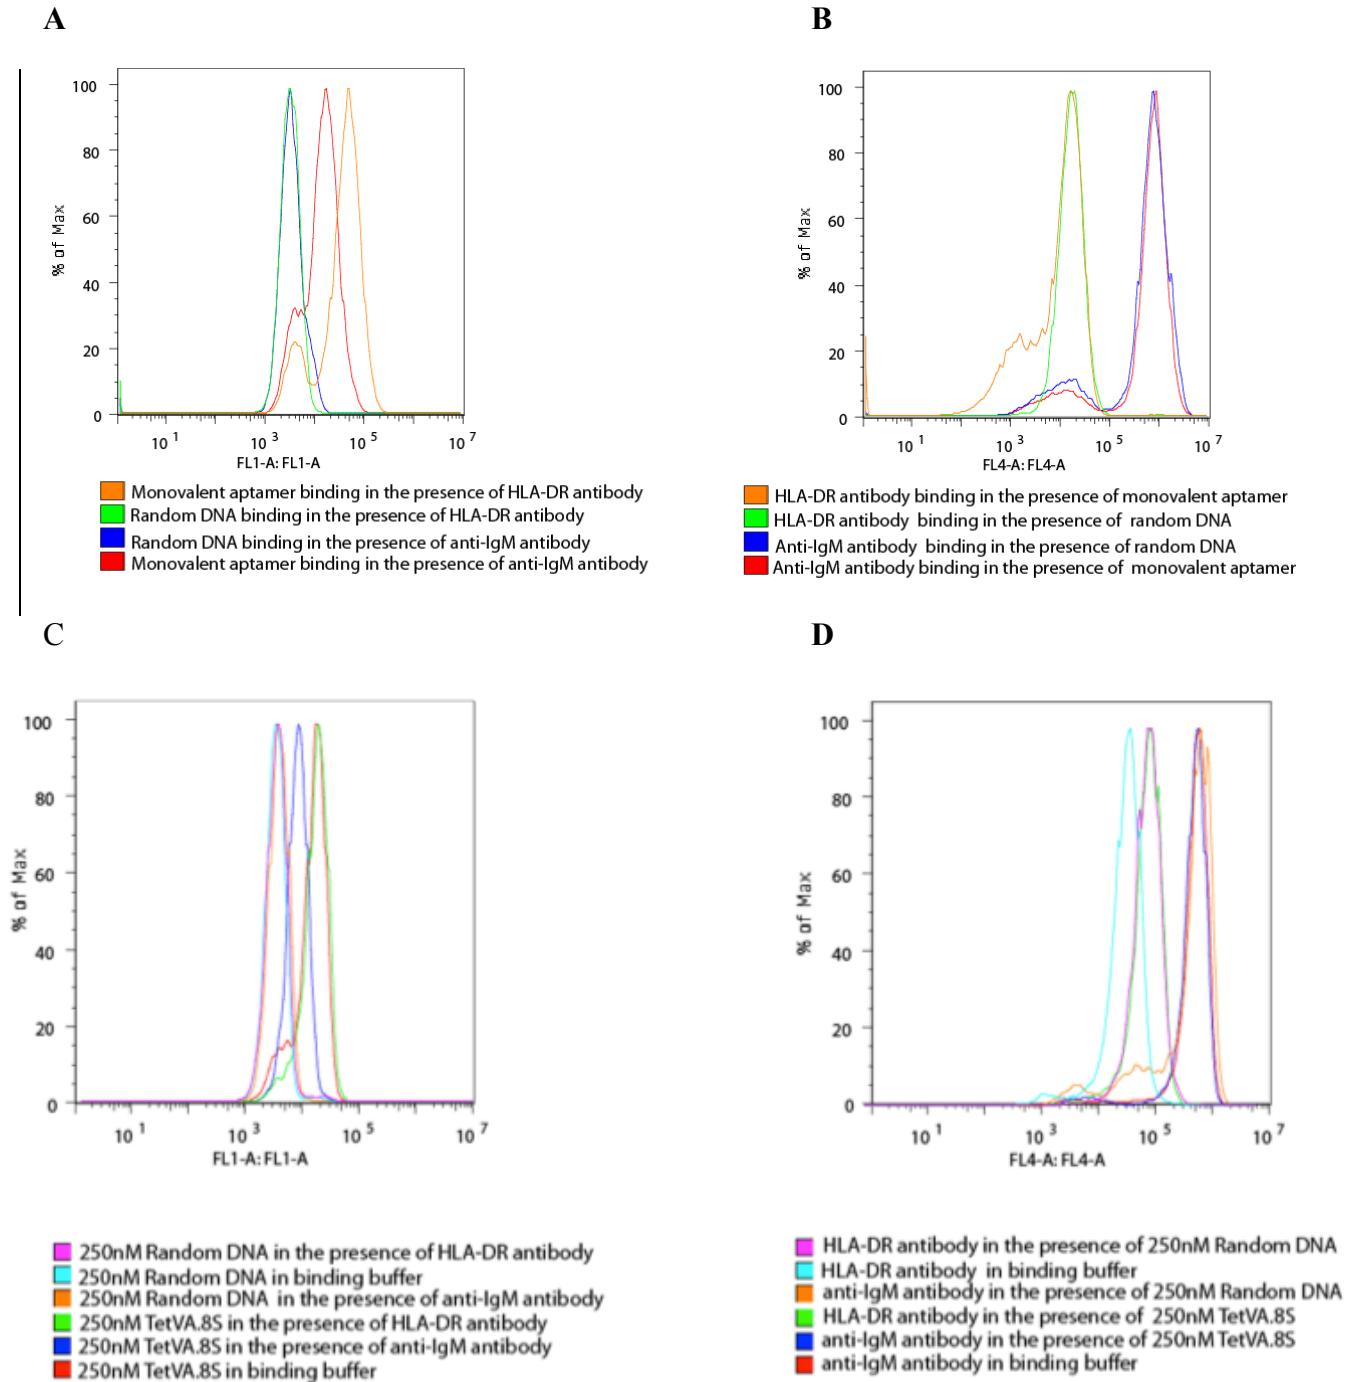 A
100
80
60
40
20
0
% of Max
10 1
10 3
10 5
10 7
FL1-A: FL1-A
Monovalent aptamer binding in the presence of HLA-DR antibody
Random DNA binding in the presence of HLA-DR antibody
Random DNA binding in the presence of anti-IgM antibody
Monovalent aptamer binding in the presence of anti-IgM antibody
B
100
80
60
40
20
0
% of Max
10 1
10 3
10 5
10 7
FL4-A: FL4-A
HLA-DR antibody binding in the presence of monovalent aptamer
HLA-DR antibody binding in the presence of random DNA
Anti-IgM antibody binding in the presence of random DNA
Anti-IgM antibody binding in the presence of monovalent aptamer
C
100
80
60
40
20
0
% of Max
10 1
10 3
10 5
10 7
FL1-A: FL1-A
250nM Random DNA in the presence of HLA-DR antibody
250nM Random DNA in binding buffer
250nM Random DNA in the presence of anti-IgM antibody
250nM TetVA.8S in the presence of HLA-DR antibody
250nM TetVA.8S in the presence of anti-IgM antibody
250nM TetVA.8S in binding buffer
D
100
80
60
40
20
0
% of Max
10 1
10 3
10 5
10 7
FL4-A: FL4-A
HLA-DR antibody in the presence of 250nM Random DNA
HLA-DR antibody in binding buffer
anti-IgM antibody in the presence of 250nM Random DNA
HLA-DR antibody in the presence of 250nM TetVA.8S
anti-IgM antibody in the presence of 250nM TetVA.8S
anti-IgM antibody in binding buffer